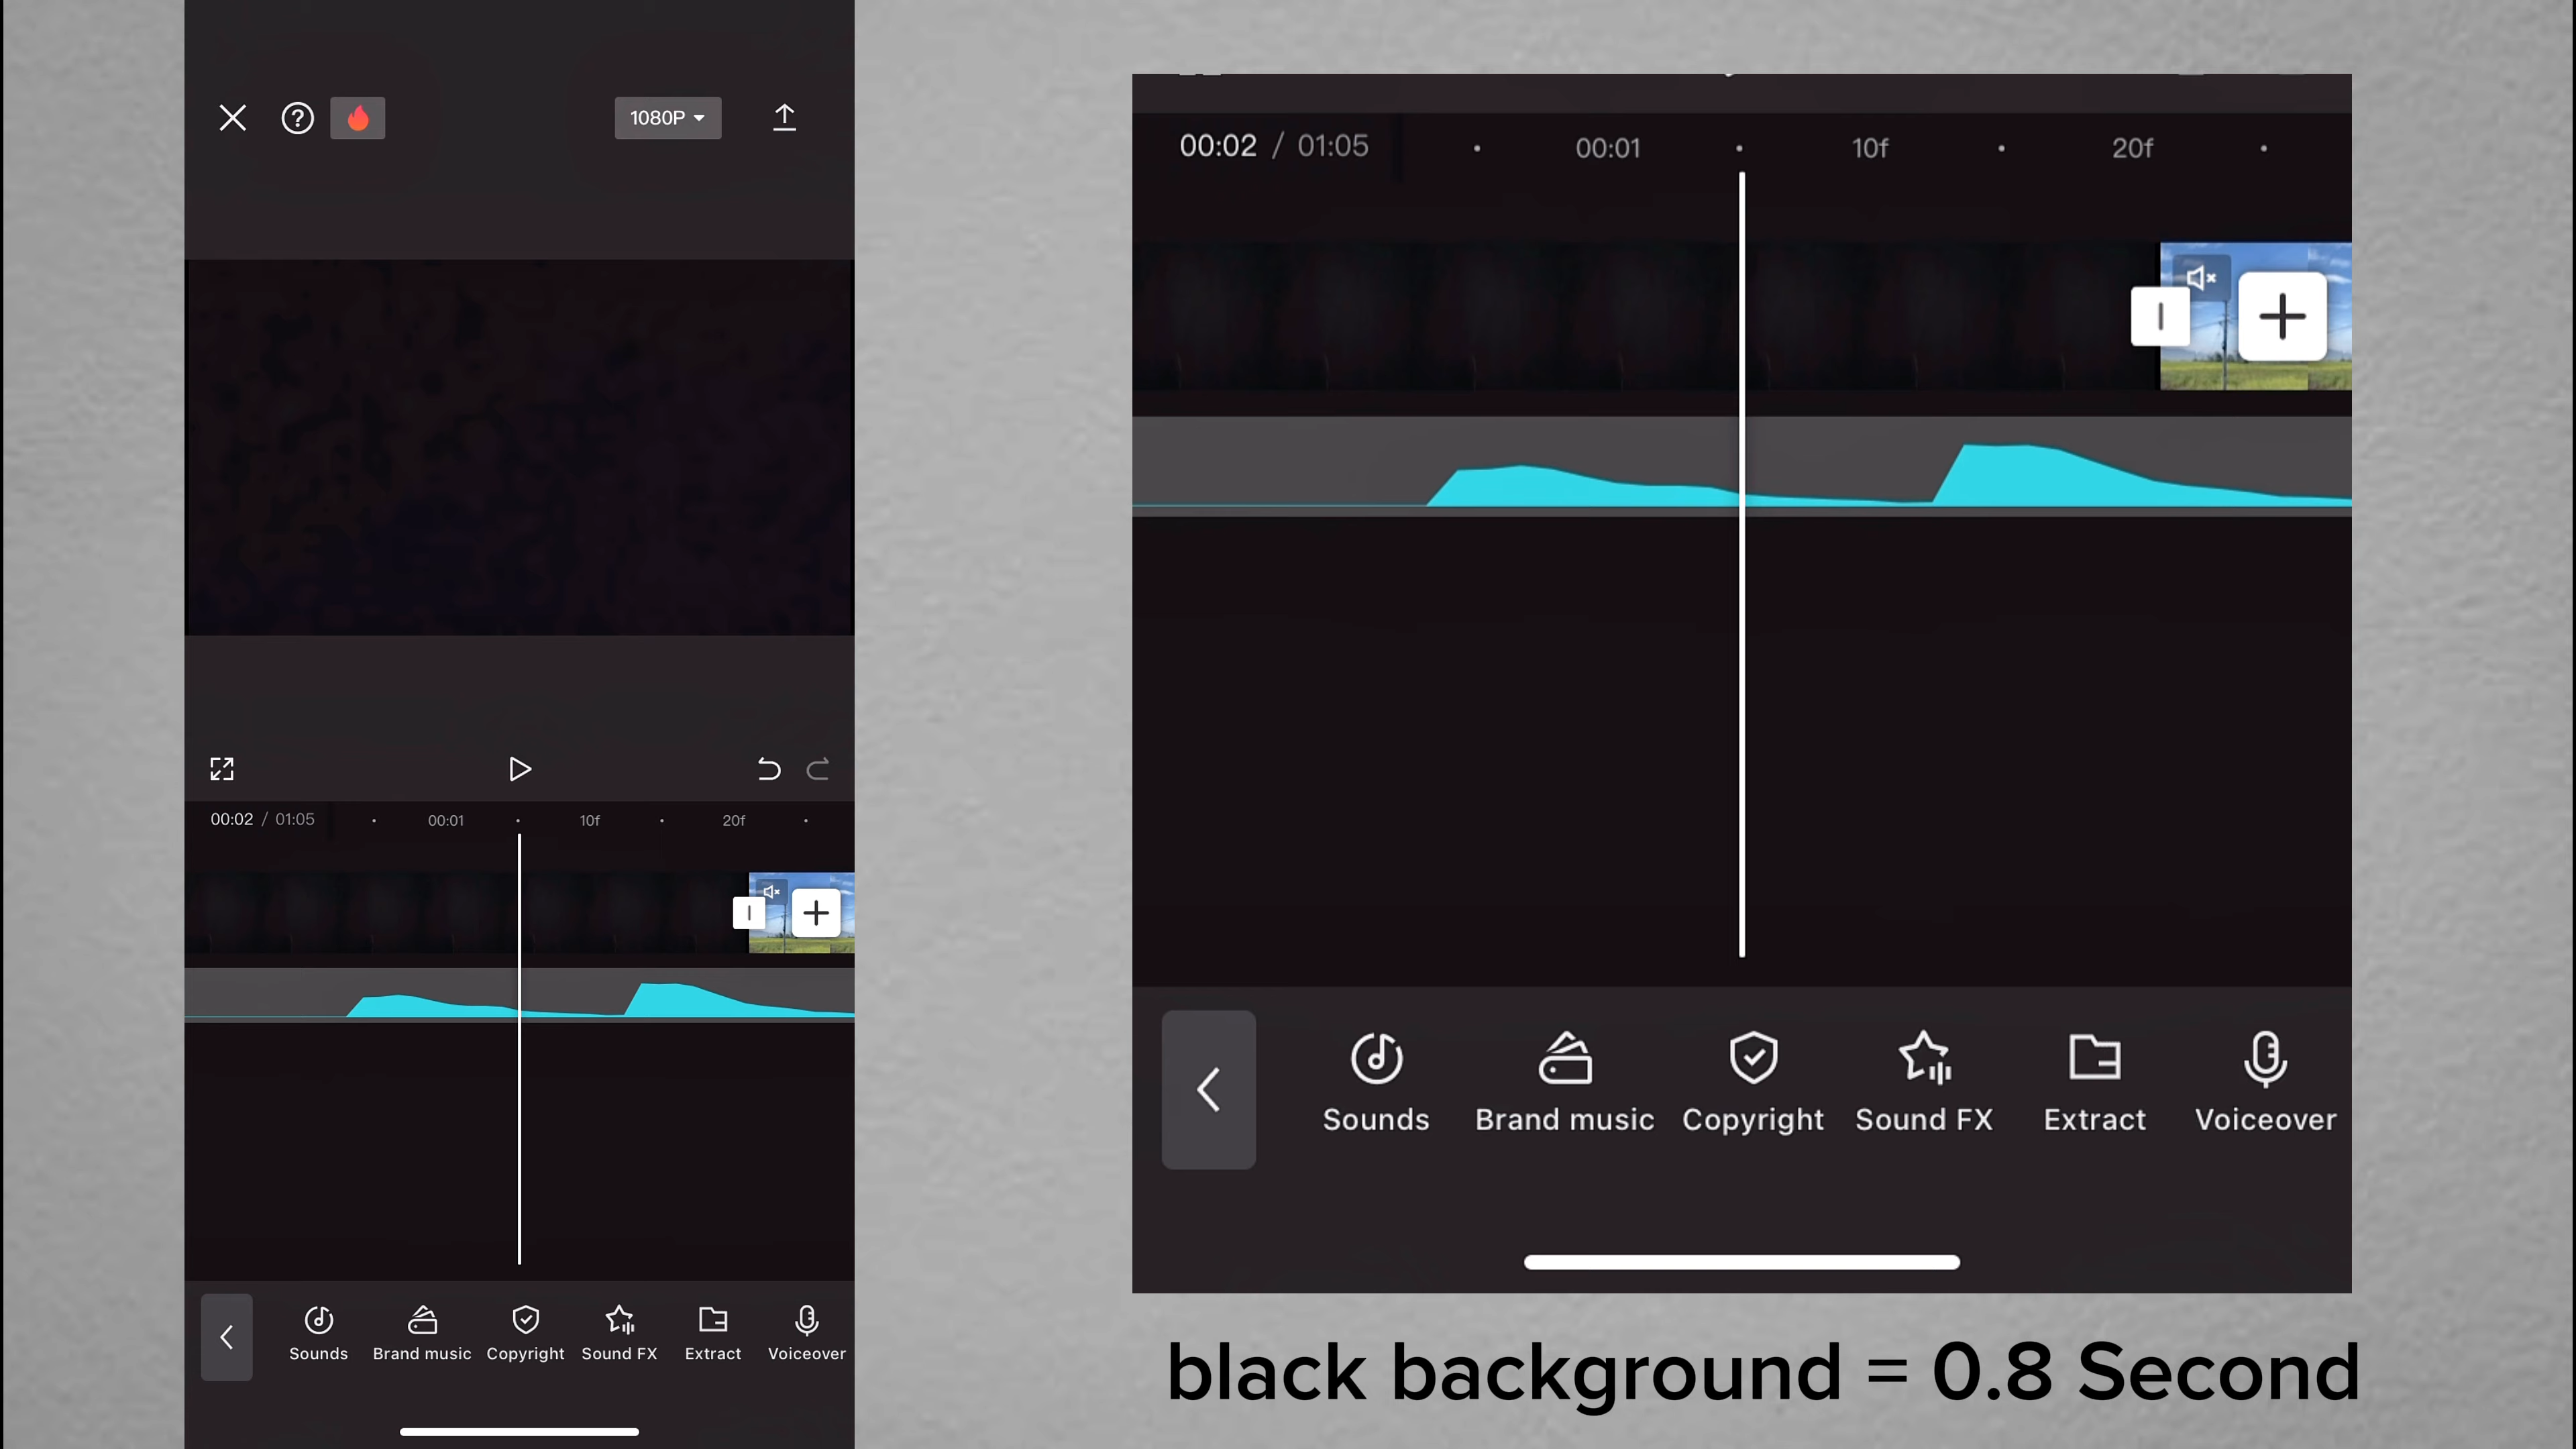 1080P
00:02 / 01:05
00:01
10f
20f
Sounds
Brand music
Copyright
Sound FX
Extract
Voiceover
00:02 / 01:05
00:01
10f
20f
Sounds
Brand music
Copyright
Sound FX
Extract
Voiceover
black background = 0.8 Second